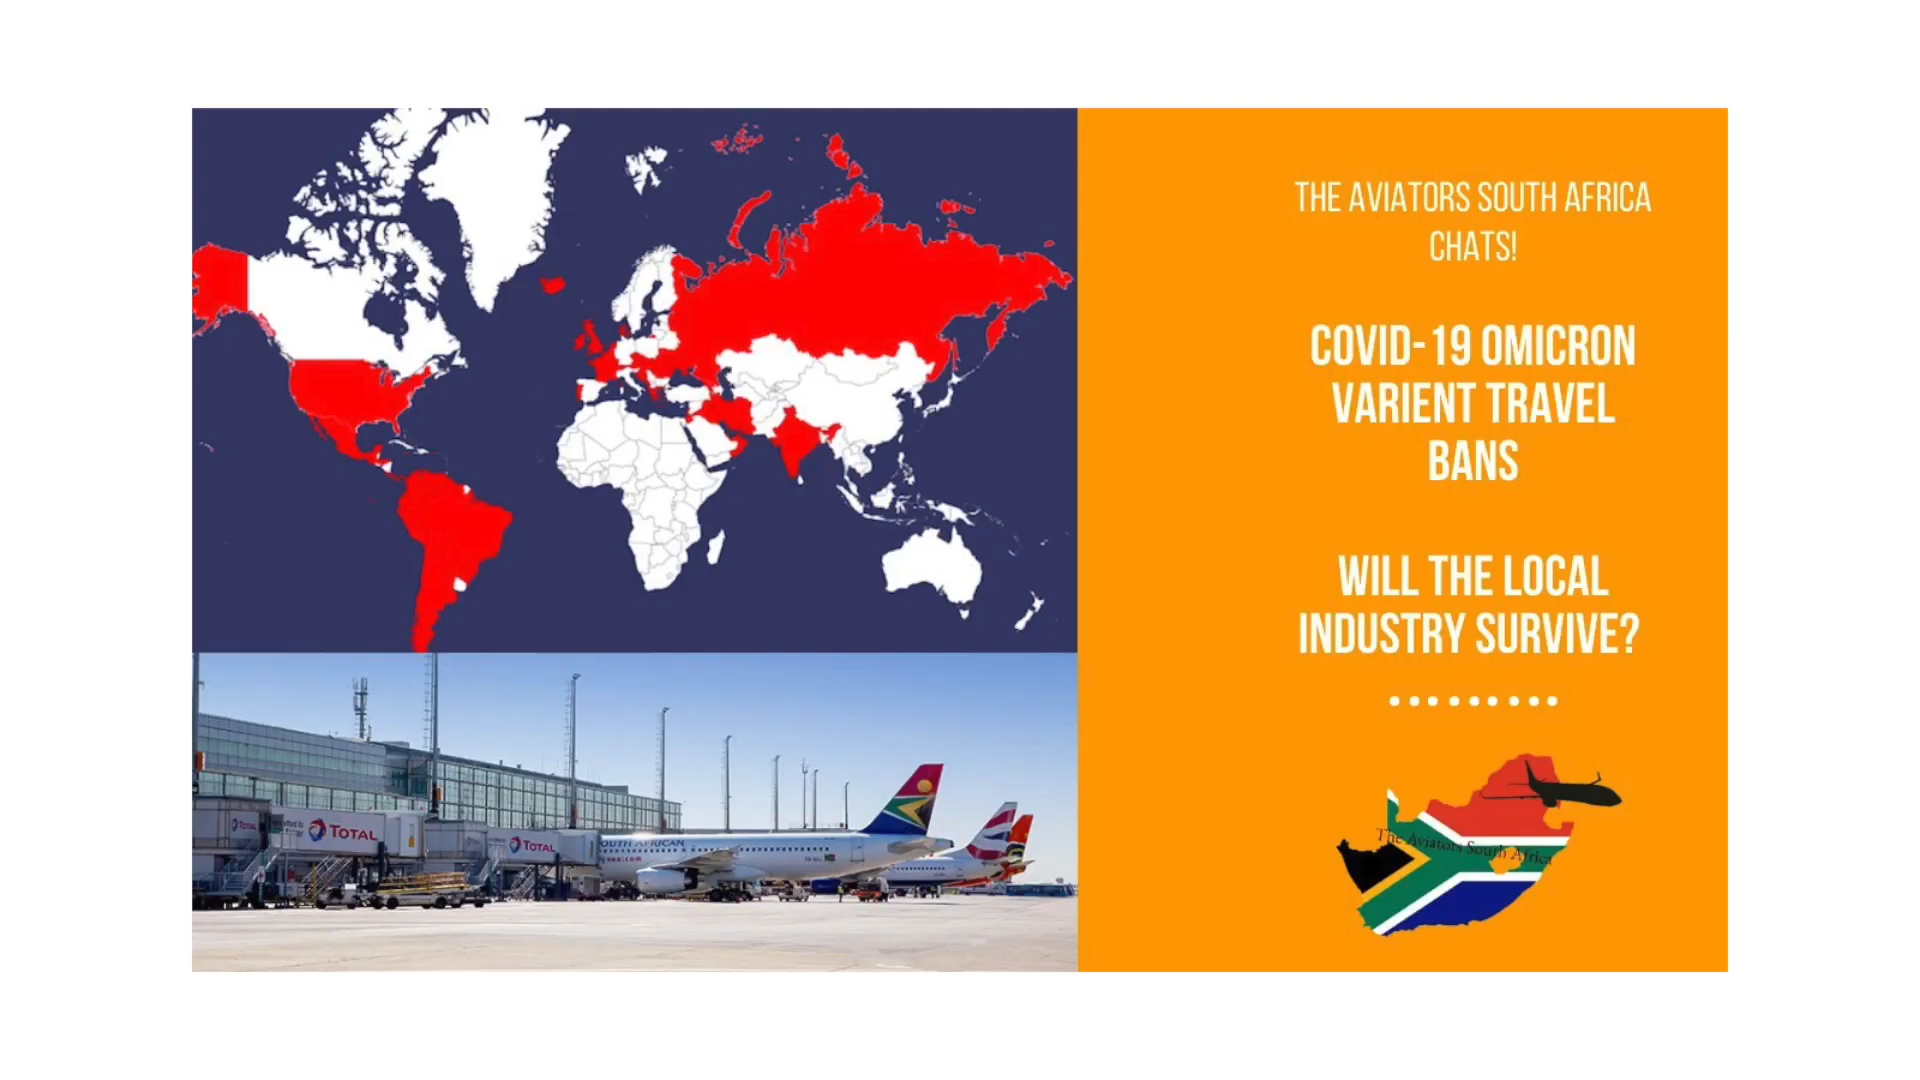 THE AVIATORS SOUTH AFRICA
CHATS!
COVID-19 OMICRON
VARIENT TRAVEL
BANS
WILL THE LOCAL
INDUSTRY SURVIVE?
The Aviators South Africa
TOTAL
TOTAL
TOTAL
OUTH AFRICAN